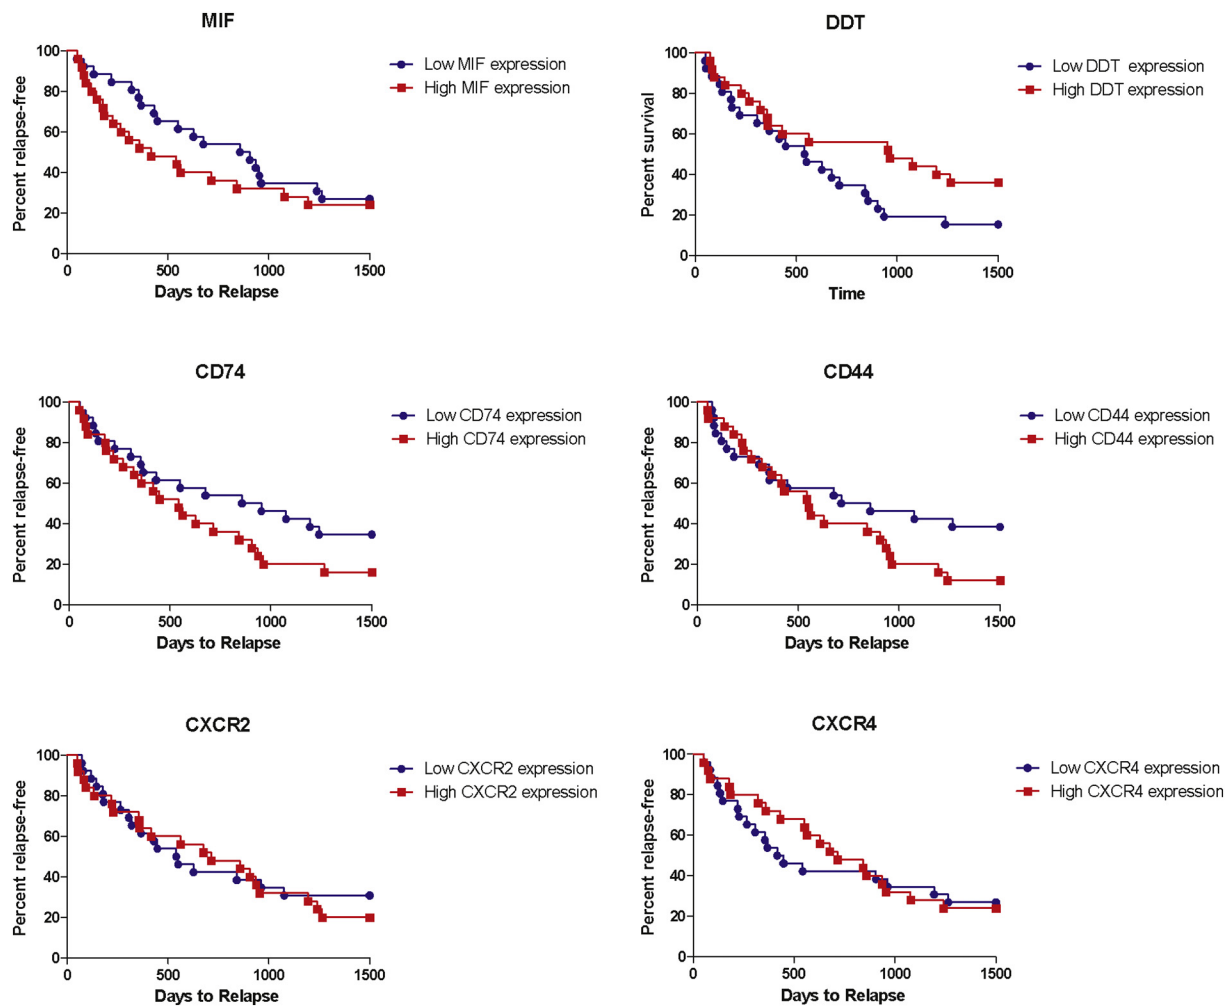 MIF
Percent relapse-free
100
80
60
40
20
0
0 500 1000 1500
Days to Relapse
Low MIF expression
High MIF expression
DDT
Percent survival
100
80
60
40
20
0
0 500 1000 1500
Time
Low DDT expression
High DDT expression
CD74
Percent relapse-free
100
80
60
40
20
0
0 500 1000 1500
Days to Relapse
Low CD74 expression
High CD74 expression
CD44
Percent relapse-free
100
80
60
40
20
0
0 500 1000 1500
Days to Relapse
Low CD44 expression
High CD44 expression
CXCR2
Percent relapse-free
100
80
60
40
20
0
0 500 1000 1500
Days to Relapse
Low CXCR2 expression
High CXCR2 expression
CXCR4
Percent relapse-free
100
80
60
40
20
0
0 500 1000 1500
Days to Relapse
Low CXCR4 expression
High CXCR4 expression